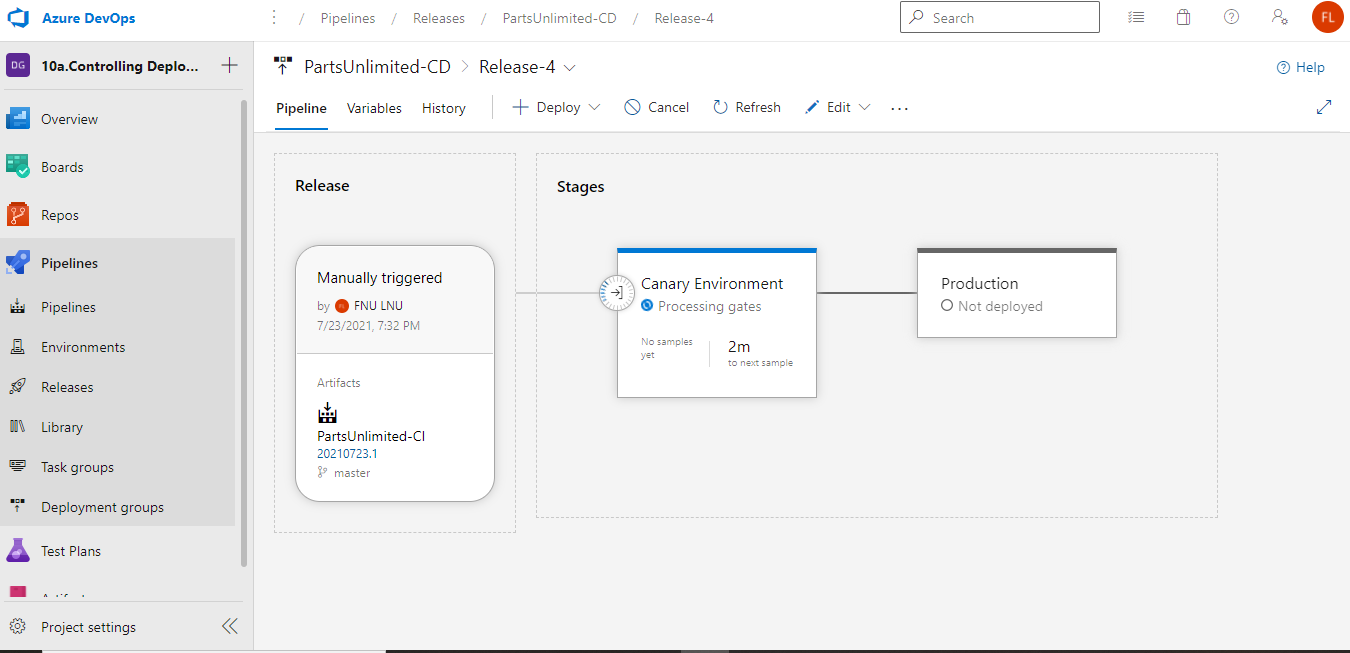 Azure DevOps
/ Pipelines / Releases / PartsUnlimited-CD / Release-4
Search
FL
DG
10a.Controlling Deplo...
Overview
Boards
Repos
Pipelines
Pipelines
Environments
Releases
Library
Task groups
Deployment groups
Test Plans
Artifacts
Project settings
PartsUnlimited-CD > Release-4
Help
Pipeline Variables History
Deploy Cancel Refresh Edit ...
Release
Manually triggered
by FNU LNU
7/23/2021, 7:32 PM
Artifacts
PartsUnlimited-CI
20210723.1
master
Stages
Canary Environment
Processing gates
No samples
yet
2m
to next sample
Production
Not deployed